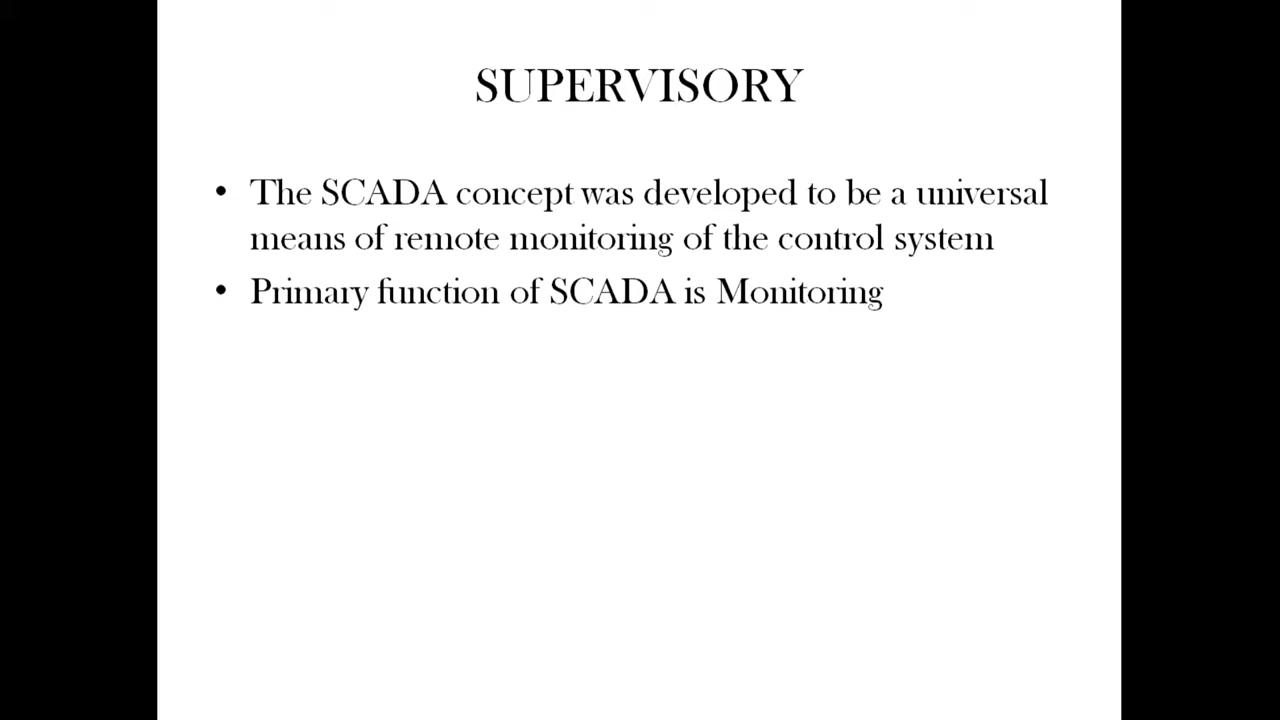 SUPERVISORY
• The SCADA concept was developed to be a universal
means of remote monitoring of the control system
• Primary function of SCADA is Monitoring